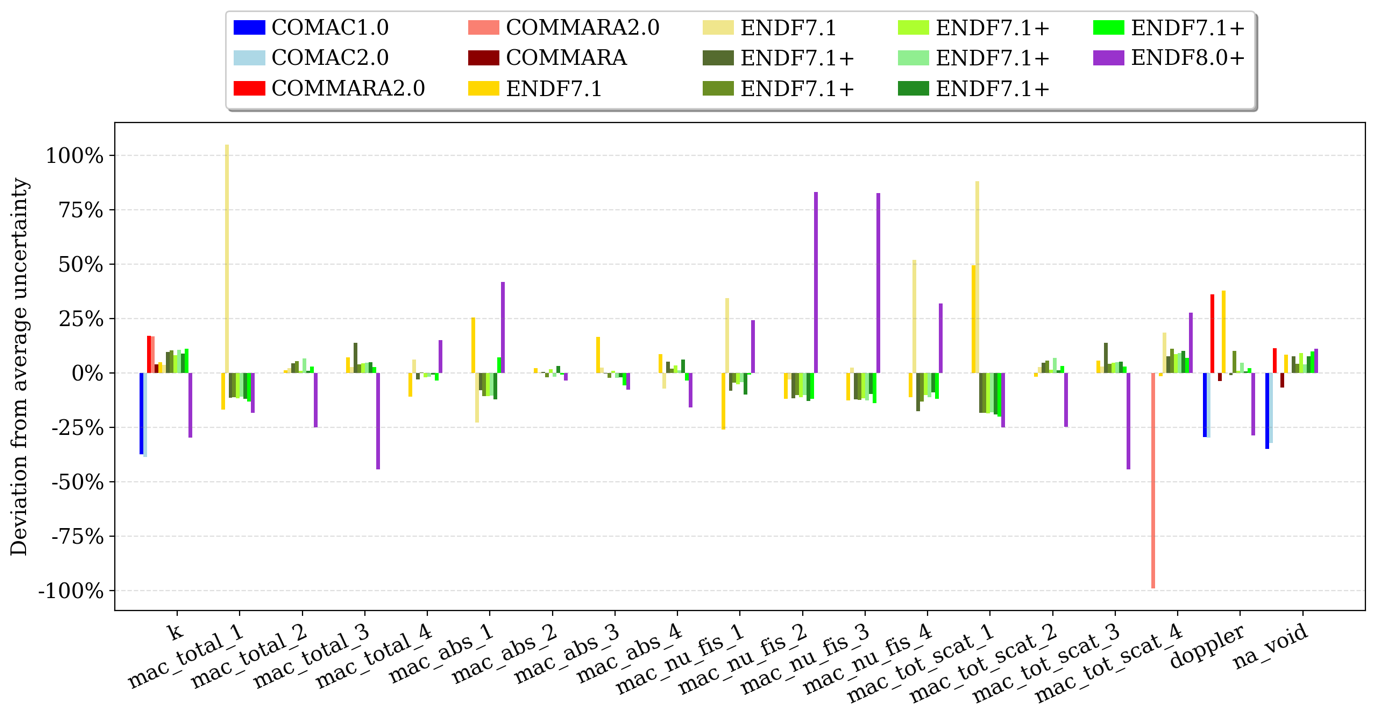 COMAC1.0 COMMARA2.0 ENDF7.1 ENDF7.1+ ENDF7.1+
COMAC2.0 COMMARA ENDF7.1+ ENDF7.1+ ENDF8.0+
COMMARA2.0 ENDF7.1 ENDF7.1+ ENDF7.1+
Deviation from average uncertainty
100%
75%
50%
25%
0%
-25%
-50%
-75%
-100%
k
mac_total_1
mac_total_2
mac_total_3
mac_total_4
mac_abs_1
mac_abs_2
mac_abs_3
mac_abs_4
mac_nu_fis_1
mac_nu_fis_2
mac_nu_fis_3
mac_nu_fis_4
mac_tot_scat_1
mac_tot_scat_2
mac_tot_scat_3
mac_tot_scat_4
doppler
na_void